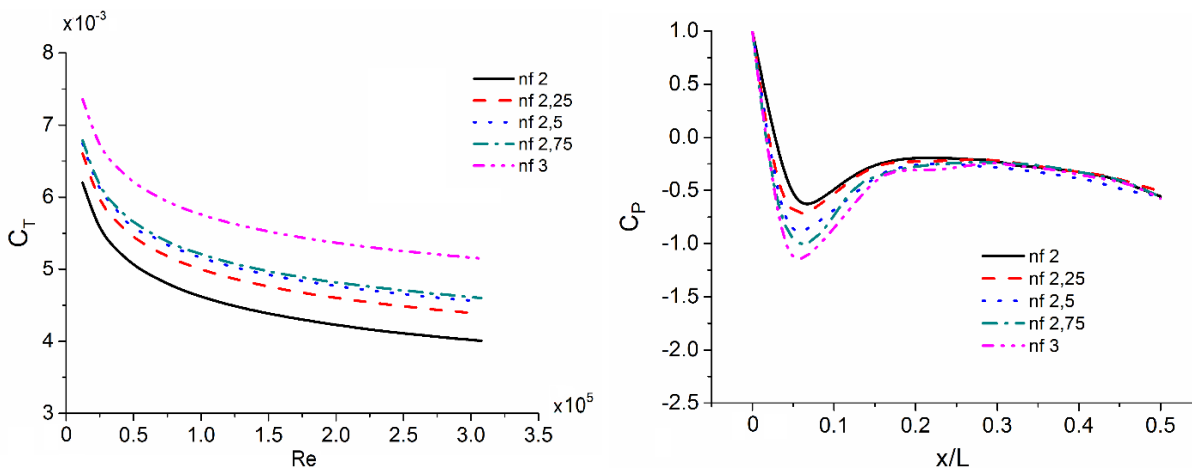 x10⁻³
8
7
6
5
4
3
C_T
nf 2
nf 2,25
nf 2,5
nf 2,75
nf 3
0 0.5 1.0 1.5 2.0 2.5 3.0 3.5
x10⁵
Re
1.0
0.5
0.0
-0.5
-1.0
-1.5
-2.0
-2.5
C_P
nf 2
nf 2,25
nf 2,5
nf 2,75
nf 3
0 0.1 0.2 0.3 0.4 0.5
x/L